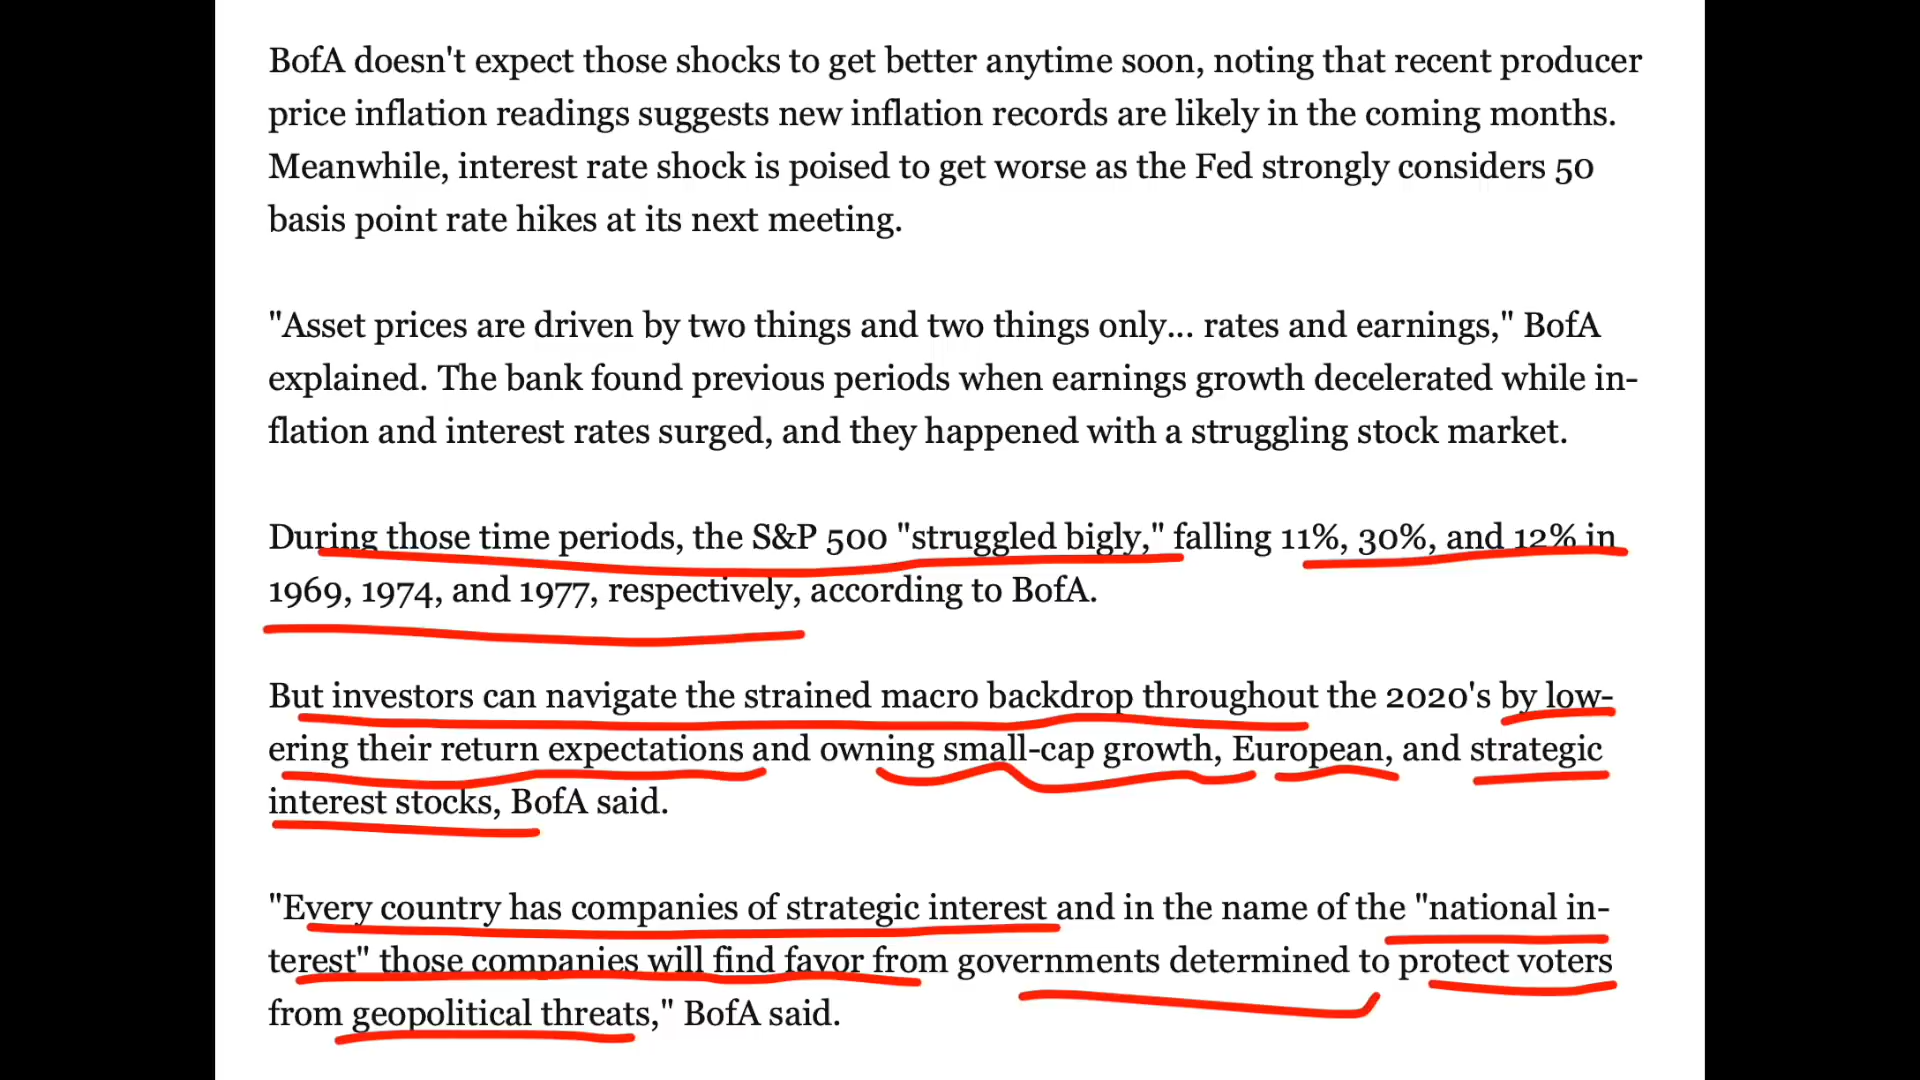 BofA doesn't expect those shocks to get better anytime soon, noting that recent producer
price inflation readings suggests new inflation records are likely in the coming months.
Meanwhile, interest rate shock is poised to get worse as the Fed strongly considers 50
basis point rate hikes at its next meeting.
"Asset prices are driven by two things and two things only... rates and earnings," BofA
explained. The bank found previous periods when earnings growth decelerated while in-
flation and interest rates surged, and they happened with a struggling stock market.
During those time periods, the S&P 500 "struggled bigly," falling 11%, 30%, and 12% in
1969, 1974, and 1977, respectively, according to BofA.
But investors can navigate the strained macro backdrop throughout the 2020's by low-
ering their return expectations and owning small-cap growth, European, and strategic
interest stocks, BofA said.
"Every country has companies of strategic interest and in the name of the "national in-
terest" those companies will find favor from governments determined to protect voters
from geopolitical threats," BofA said.